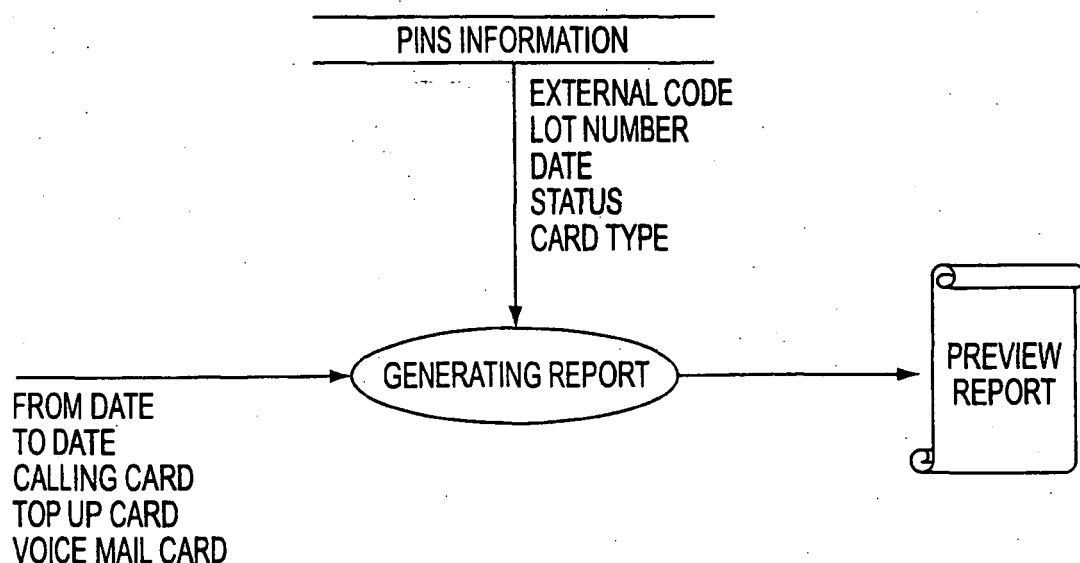 PINS INFORMATION
EXTERNAL CODE
LOT NUMBER
DATE
STATUS
CARD TYPE
GENERATING REPORT
PREVIEW
REPORT
FROM DATE
TO DATE
CALLING CARD
TOP UP CARD
VOICE MAIL CARD